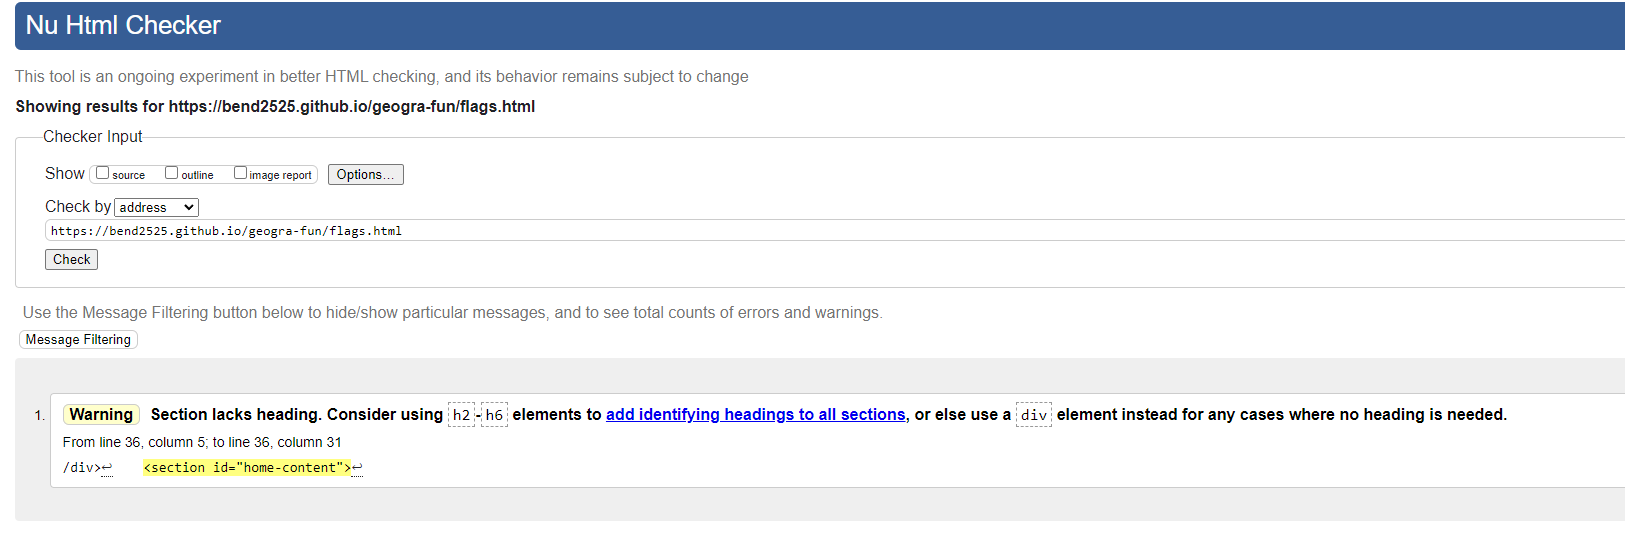 Nu Html Checker
This tool is an ongoing experiment in better HTML checking, and its behavior remains subject to change
Showing results for https://bend2525.github.io/geogra-fun/flags.html
Checker Input
Show source outline image report Options...
Check by address
https://bend2525.github.io/geogra-fun/flags.html
Check
Use the Message Filtering button below to hide/show particular messages, and to see total counts of errors and warnings.
Message Filtering
1. Warning Section lacks heading. Consider using h2-h6 elements to add identifying headings to all sections, or else use a div element instead for any cases where no heading is needed.
From line 36, column 5; to line 36, column 31
/div>↩ <section id="home-content">↩